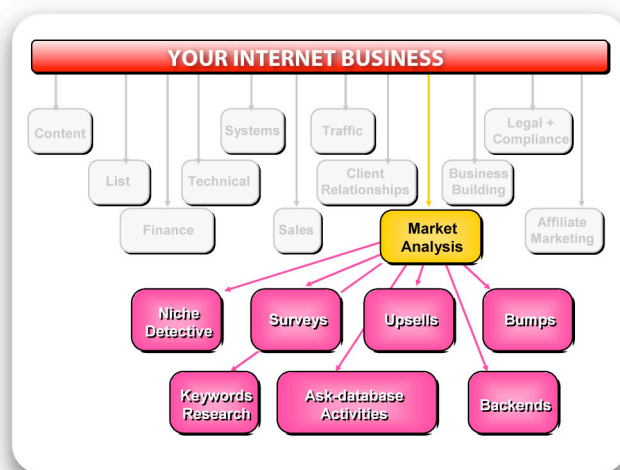 YOUR INTERNET BUSINESS
Content
Systems
Traffic
Legal +
Compliance
List
Technical
Client
Relationships
Business
Building
Finance
Sales
Market
Analysis
Affiliate
Marketing
Niche
Detective
Surveys
Upsells
Bumps
Keywords
Research
Ask-database
Activities
Backends